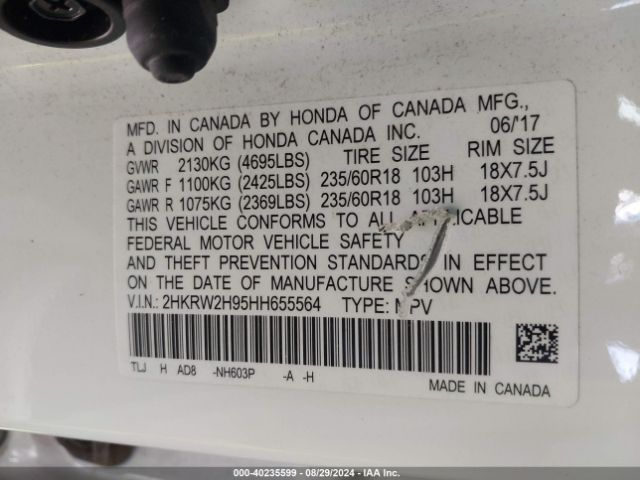 MFD. IN CANADA BY HONDA OF CANADA MFG.,
A DIVISION OF HONDA CANADA INC. 06/'17
GVWR 2130KG (4695LBS) TIRE SIZE RIM SIZE
GAWR F 1100KG (2425LBS) 235/60R18 103H 18X7.5J
GAWR R 1075KG (2369LBS) 235/60R18 103H 18X7.5J
THIS VEHICLE CONFORMS TO ALL APPLICABLE
FEDERAL MOTOR VEHICLE SAFETY
AND THEFT PREVENTION STANDARDS IN EFFECT
ON THE DATE OF MANUFACTURE SHOWN ABOVE.
V.I.N.: 2HKRW2H95HH655564 TYPE: MPV
TLJ H AD8 -NH603P -A -H
MADE IN CANADA
000-40235599 - 08/29/2024 - IAA Inc.